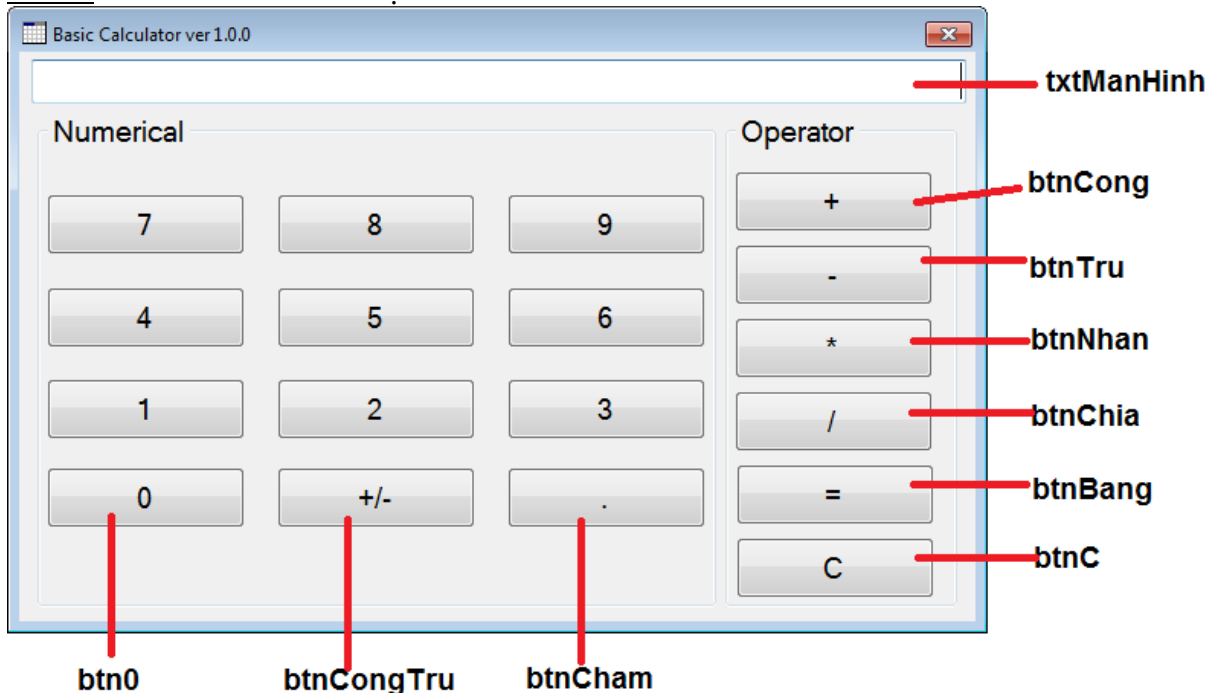 Basic Calculator ver 1.0.0
txtManHinh
Numerical
Operator
7 8 9
+
btnCong
-
btnTru
4 5 6
*
btnNhan
1 2 3
/
btnChia
0 +/- .
=
btnBang
C
btnC
btn0 btnCongTru btnCham